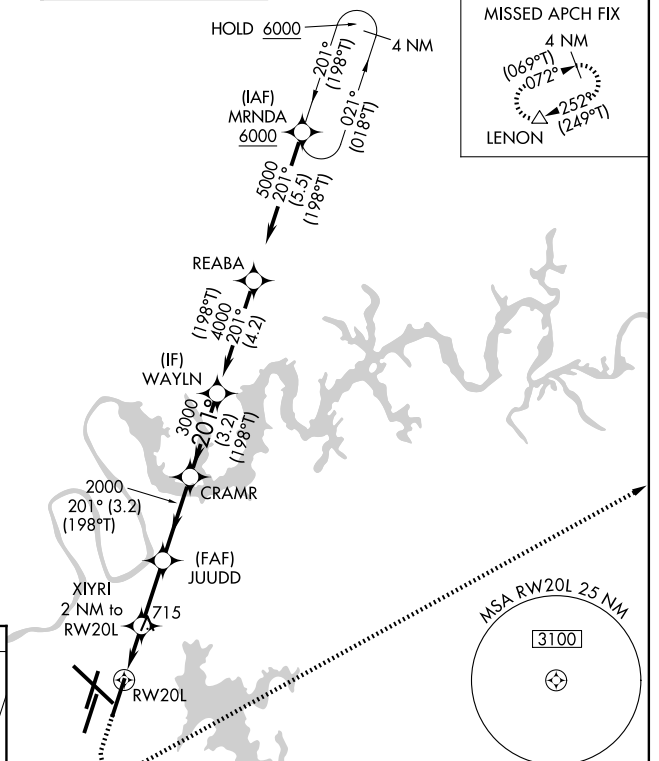 HOLD 6000
4 NM
201°
(198°T)
021°
(018°T)
(IAF)
MRNDA
6000
5000
201°
(5.5)
(198°T)
REABA
(198°T)
4000
201°
(4.2)
(IF)
WAYLN
3000
201°
(3.2)
(198°T)
CRAMR
2000
201° (3.2)
(198°T)
(FAF)
JUUDD
XIYRI
2 NM to
RW20L
715
RW20L
MISSED APCH FIX
4 NM
(069°T)
072°
252°
(249°T)
LENON
MSA RW20L 25 NM
3100